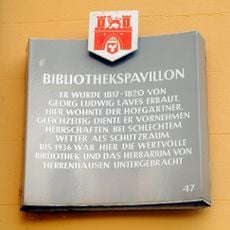 BIBLIOTHEKSPAVILLON
ER WURDE 1817-1820 VON
GEORG LUDWIG LAVES ERBAUT.
HIER WOHNTE DER HOFGÄRTNER.
GLEICHZEITIG DIENTE ER VORNEHMEN
HERRSCHAFTEN BEI SCHLECHTEM
WETTER ALS SCHUTZRAUM.
BIS 1936 WAR HIER DIE WERTVOLLE
BIBLIOTHEK UND DAS HERBARIUM VON
HERRENHAUSEN UNTERGEBRACHT
47